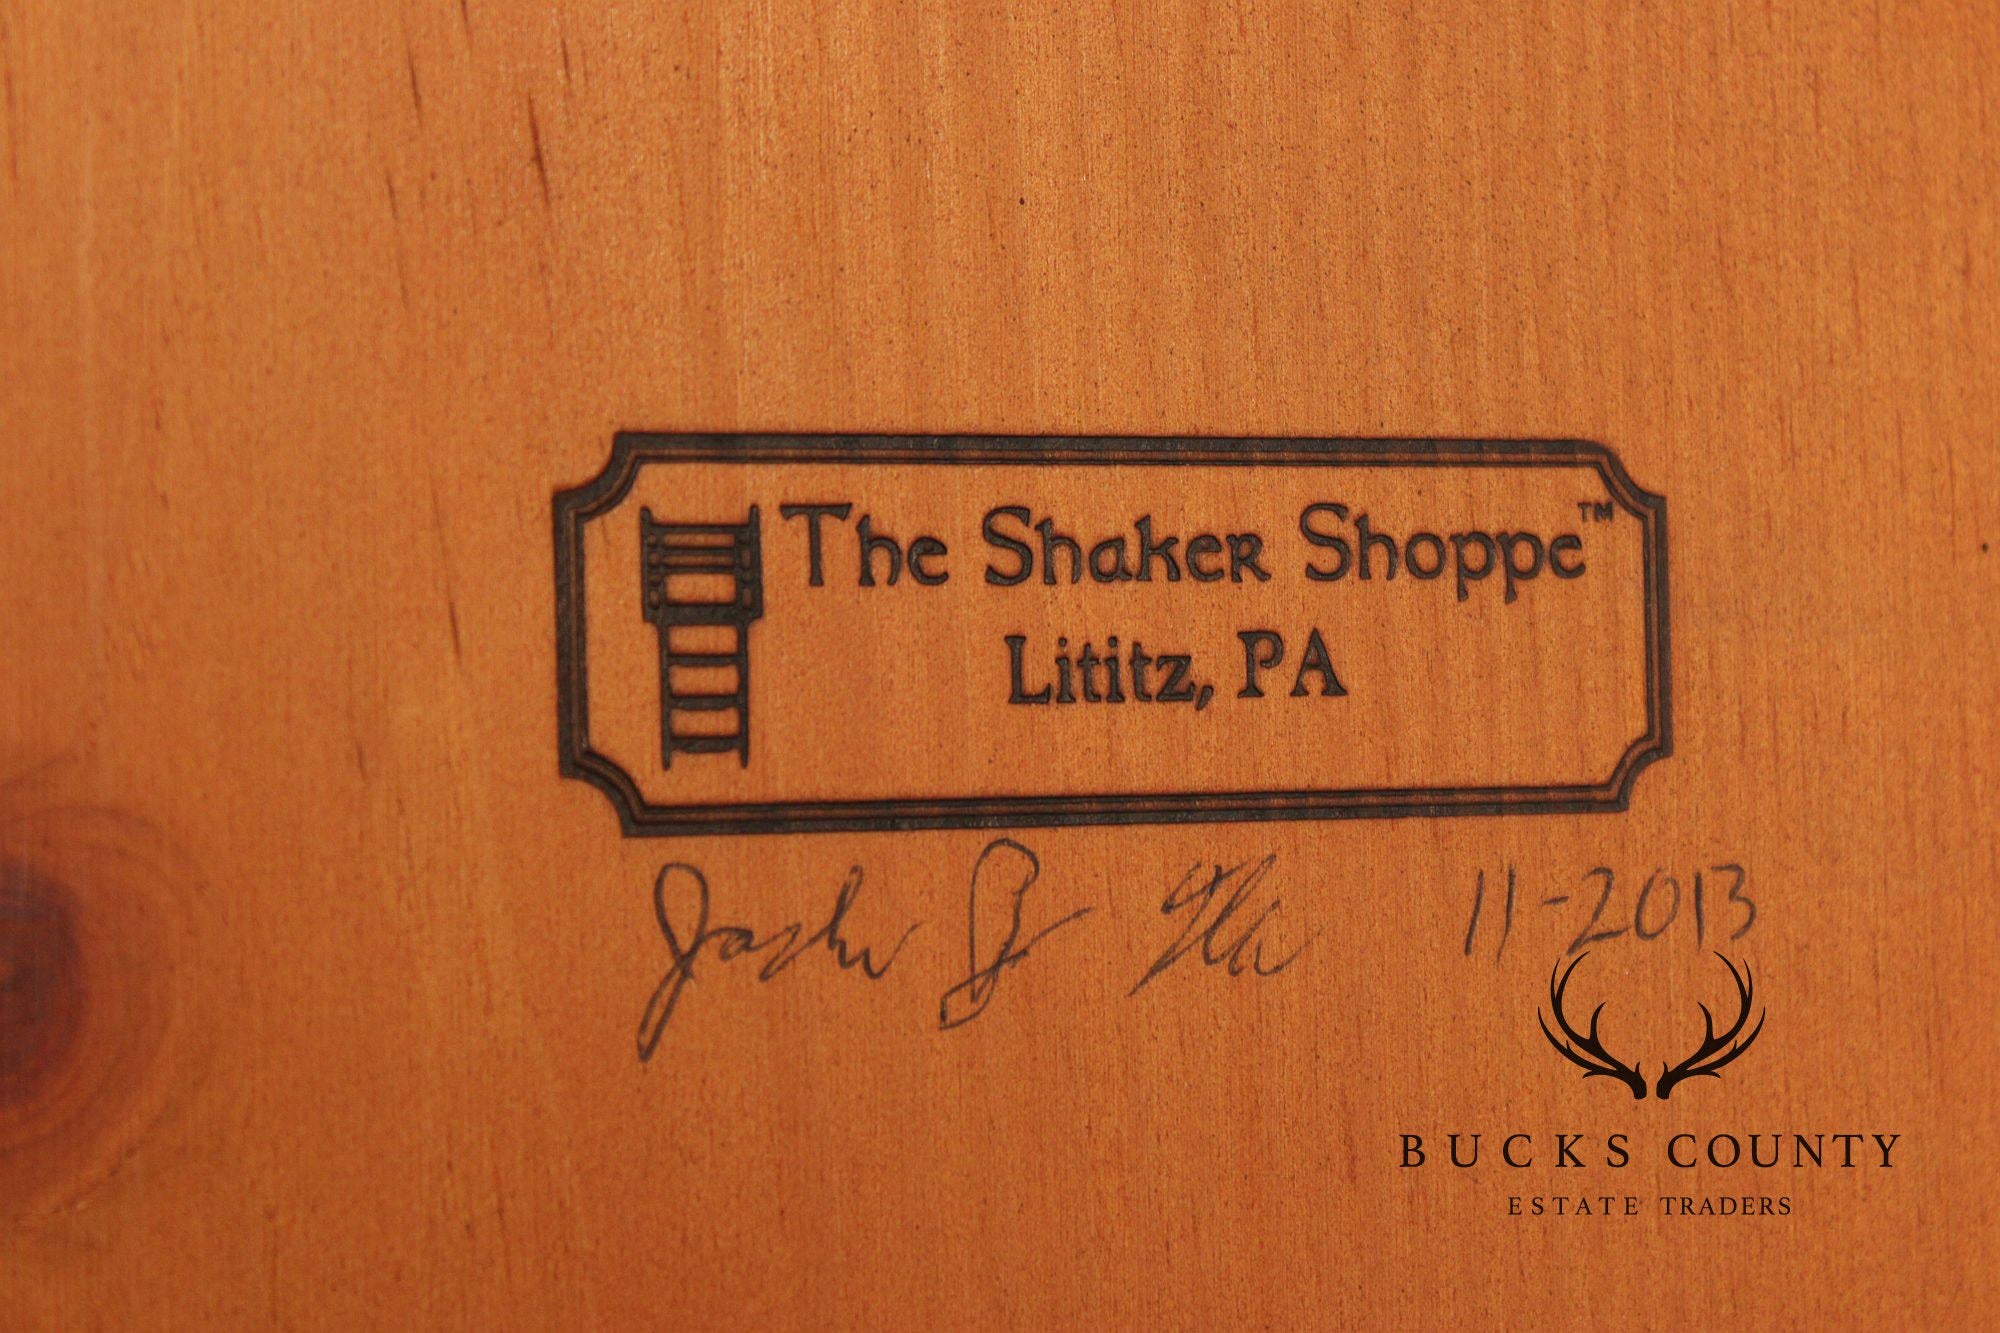 The Shaker Shoppe™
Lititz, PA
11-2013
BUCKS COUNTY
ESTATE TRADERS